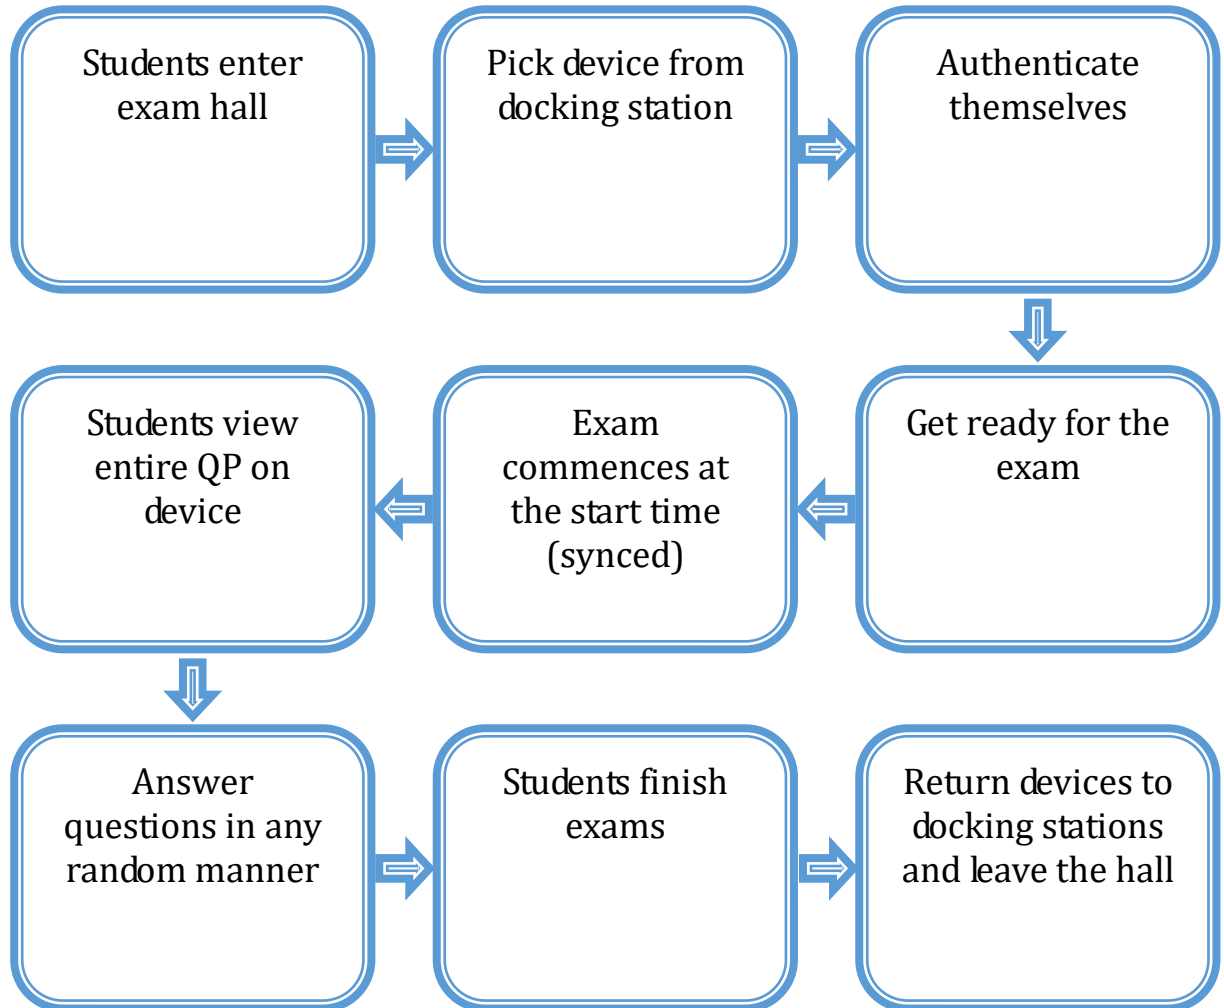 Students enter
exam hall
Pick device from
docking station
Authenticate
themselves
Get ready for the
exam
Exam
commences at
the start time
(synced)
Students view
entire QP on
device
Answer
questions in any
random manner
Students finish
exams
Return devices to
docking stations
and leave the hall